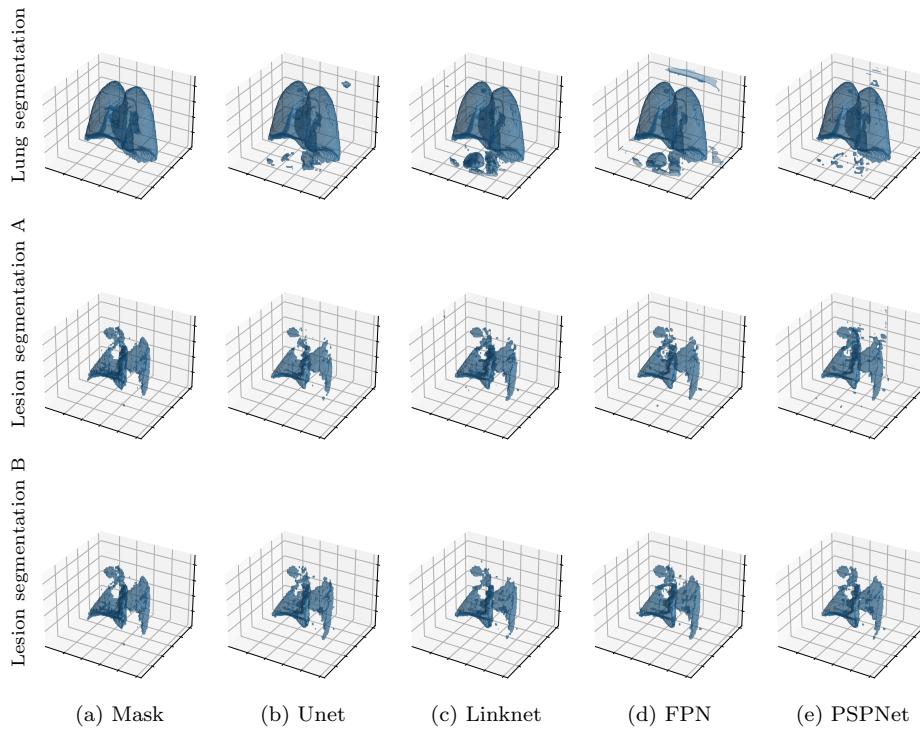 Lung segmentation
Lesion segmentation A
Lesion segmentation B
(a) Mask
(b) Unet
(c) Linknet
(d) FPN
(e) PSPNet